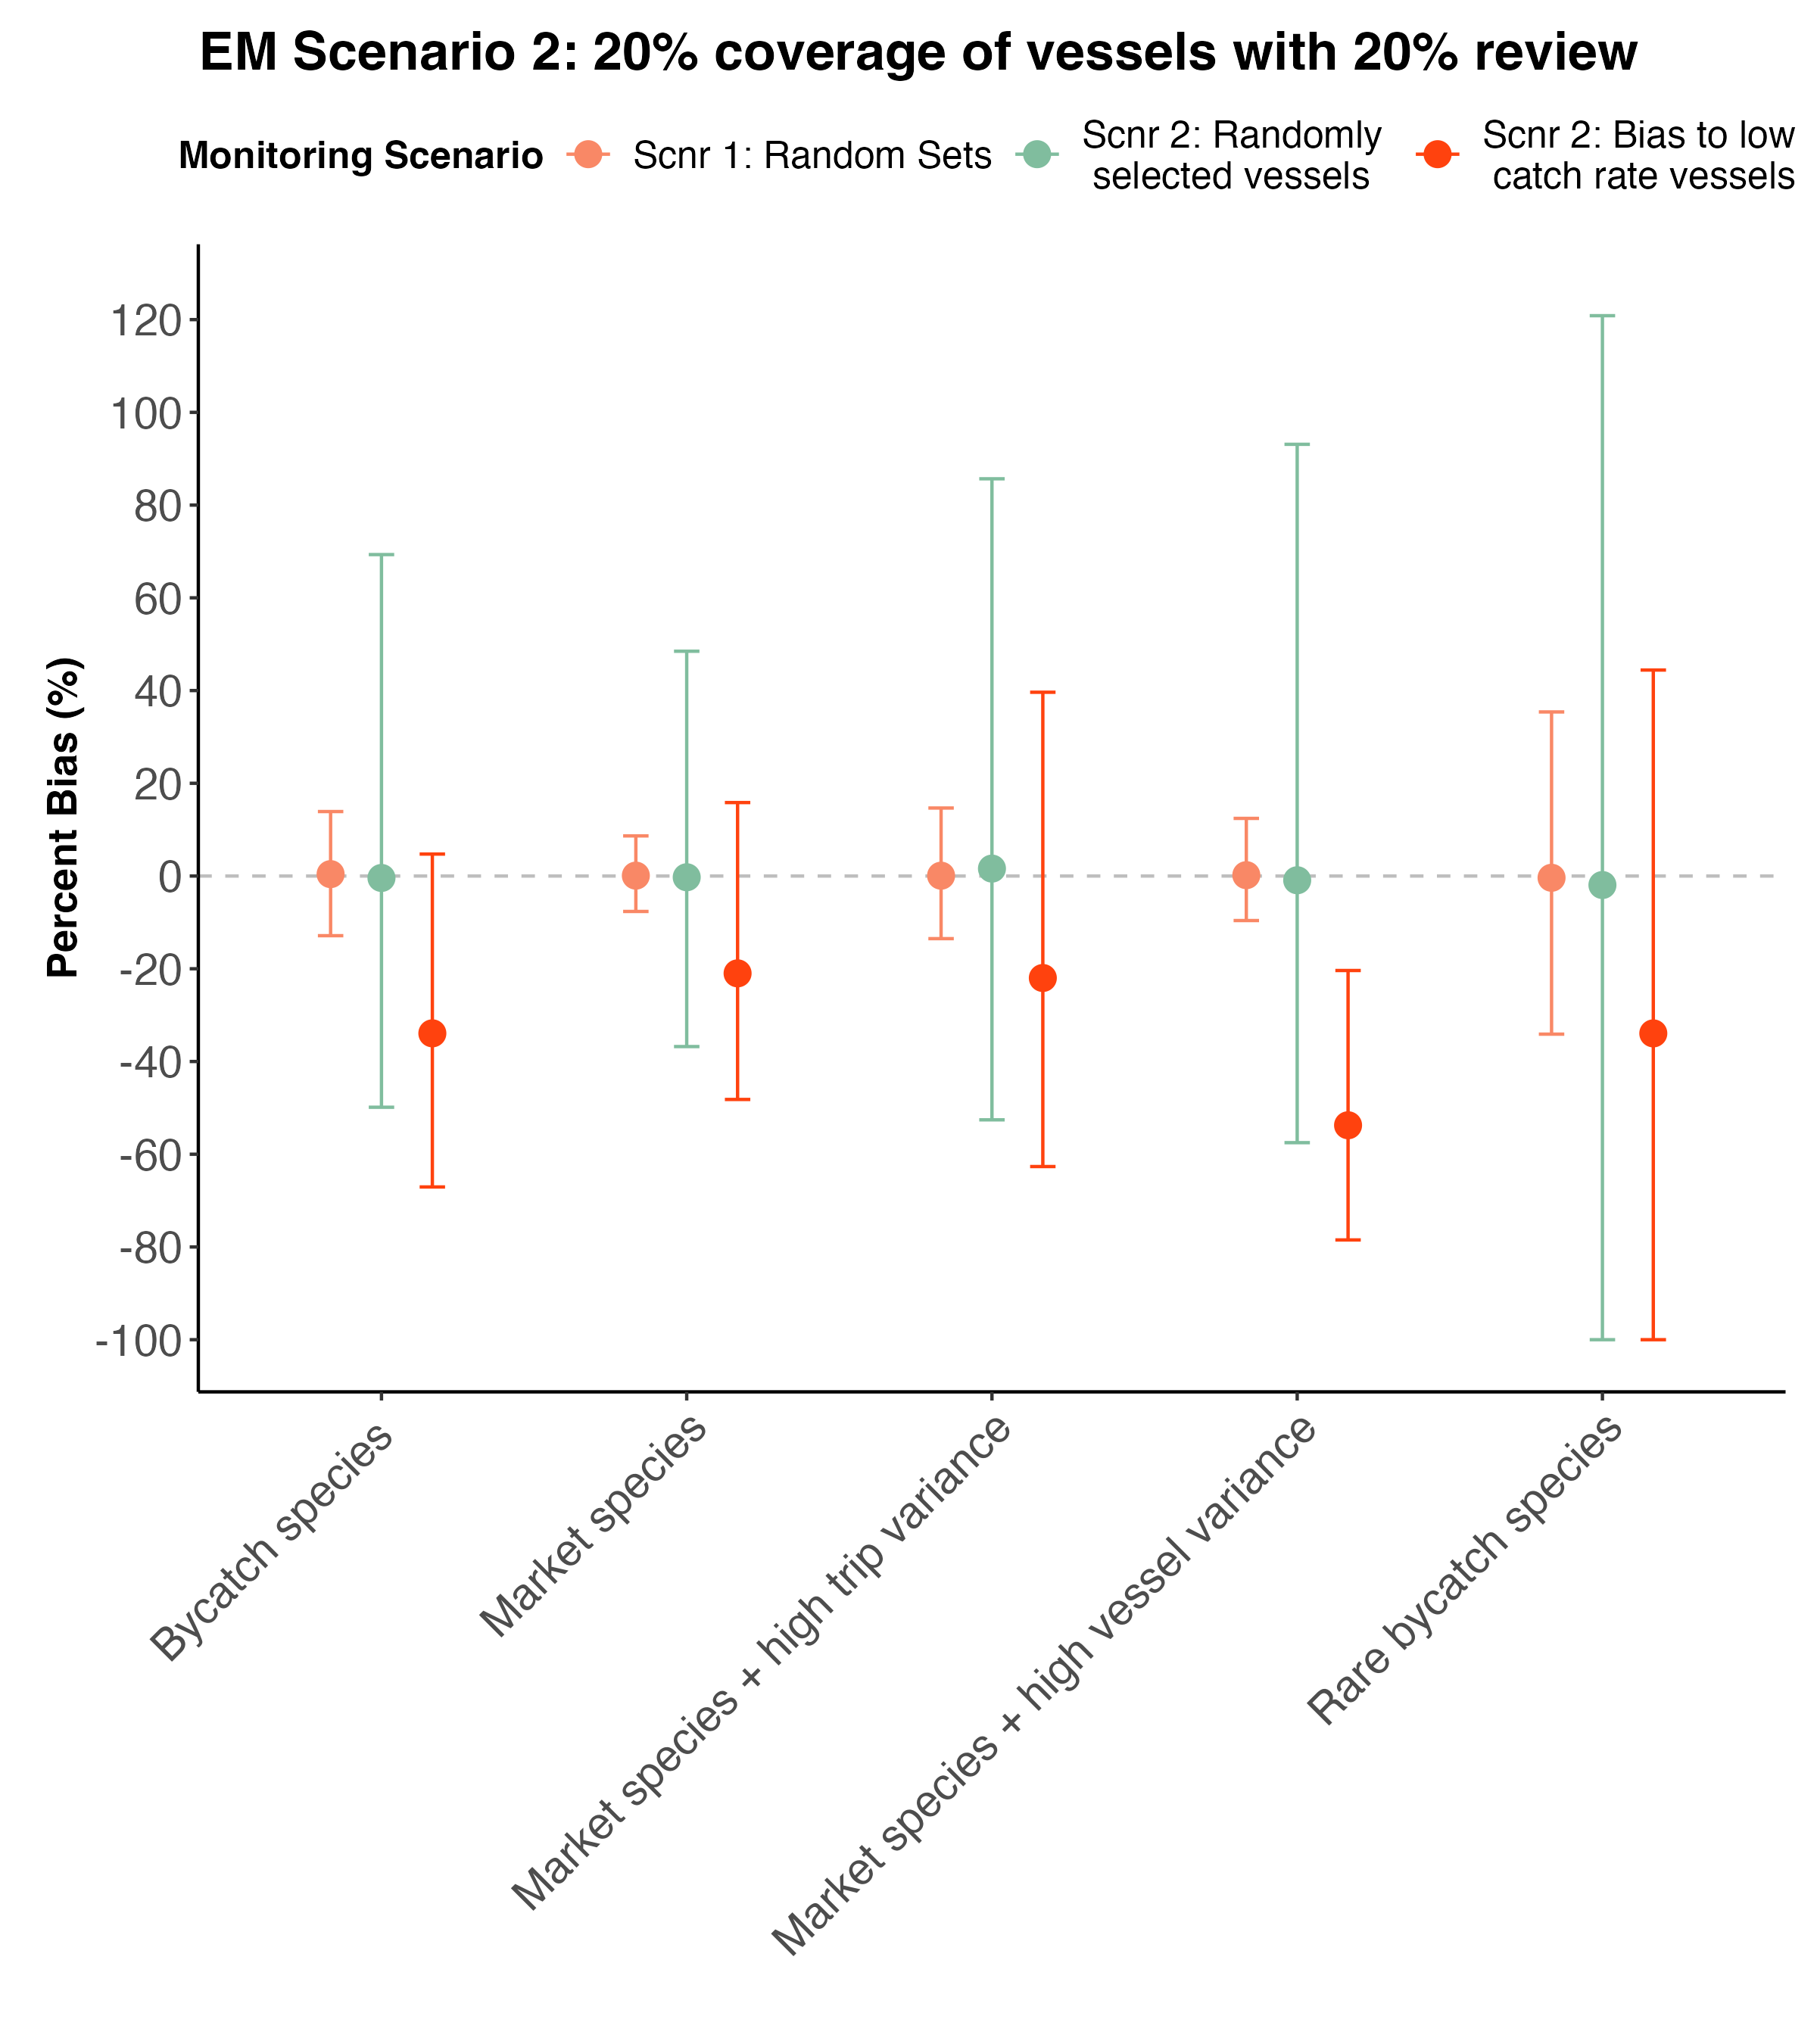 EM Scenario 2: 20% coverage of vessels with 20% review
Monitoring Scenario
Scnr 1: Random Sets
Scnr 2: Randomly
selected vessels
Scnr 2: Bias to low
catch rate vessels
Percent Bias (%)
120
100
80
60
40
20
0
-20
-40
-60
-80
-100
Bycatch species
Market species
Market species + high trip variance
Market species + high vessel variance
Rare bycatch species